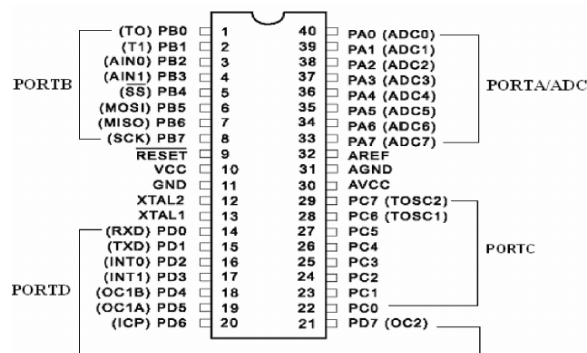 (TO) PB0 1 40 PA0 (ADC0)
(T1) PB1 2 39 PA1 (ADC1)
(AIN0) PB2 3 38 PA2 (ADC2)
(AIN1) PB3 4 37 PA3 (ADC3)
PORTB PORTA/ADC
(SS) PB4 5 36 PA4 (ADC4)
(MOSI) PB5 6 35 PA5 (ADC5)
(MISO) PB6 7 34 PA6 (ADC6)
(SCK) PB7 8 33 PA7 (ADC7)
RESET 9 32 AREF
VCC 10 31 AGND
GND 11 30 AVCC
XTAL2 12 29 PC7 (TOSC2)
XTAL1 13 28 PC6 (TOSC1)
(RXD) PD0 14 27 PC5
(TXD) PD1 15 26 PC4
PORTC
(INT0) PD2 16 25 PC3
(INT1) PD3 17 24 PC2
PORTD
(OC1B) PD4 18 23 PC1
(OC1A) PD5 19 22 PC0
(ICP) PD6 20 21 PD7 (OC2)